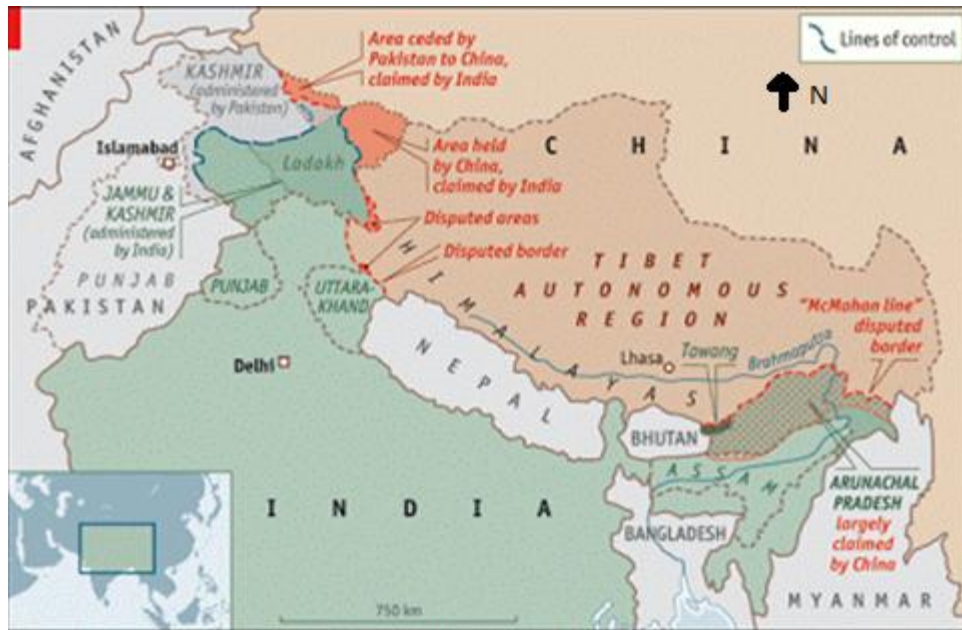 AFGHANISTAN
KASHMIR
(administered
by Pakistan)
Area ceded by
Pakistan to China,
claimed by India
Lines of control
N
Islamabad
Ladakh
Area held
by China,
claimed by India
CHINA
JAMMU &
KASHMIR
(administered
by India)
Disputed areas
Disputed border
PUNJAB
PAKISTAN
PUNJAB
UTTARA-
KHAND
HIMALAYAS
TIBET
AUTONOMOUS
REGION
"McMahon line"
disputed
border
Delhi
NEPAL
Lhasa
Tawang
Brahmaputra
BHUTAN
ASSAM
ARUNACHAL
PRADESH
largely
claimed
by China
INDIA
BANGLADESH
MYANMAR
750 km